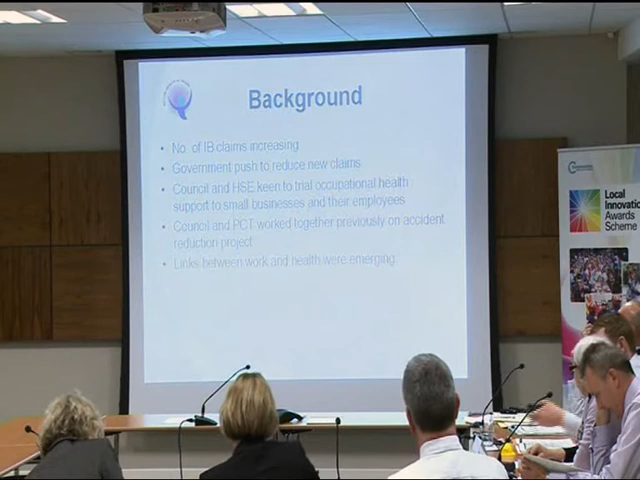 Background
• No. of IB claims increasing
• Government push to reduce new claims
• Council and HSE keen to trial occupational health
support to small businesses and their employees
• Council and PCT worked together previously on accident
reduction project
• Links between work and health were emerging
Local
Innovatio
Awards
Scheme